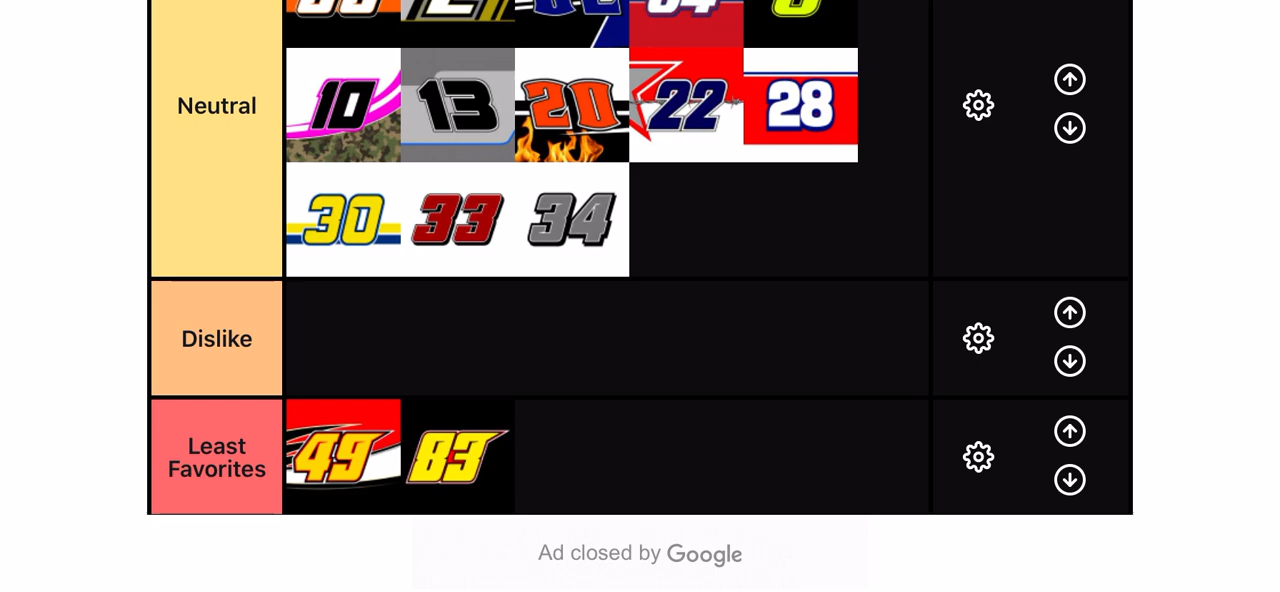 Neutral
10 13 20 22 28
30 33 34
Dislike
Least
Favorites
49 83
Ad closed by Google